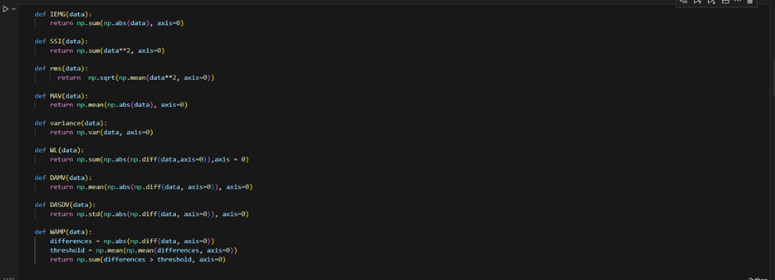 def IEMG(data):
    return np.sum(np.abs(data), axis=0)
def SSI(data):
    return np.sum(data**2, axis=0)
def rms(data):
    return  np.sqrt(np.mean(data**2, axis=0))
def MAV(data):
    return np.mean(np.abs(data), axis=0)
def variance(data):
    return np.var(data, axis=0)
def WL(data):
    return np.sum(np.abs(np.diff(data,axis=0)),axis = 0)
def DAMV(data):
    return np.mean(np.abs(np.diff(data, axis=0)), axis=0)
def DASDV(data):
    return np.std(np.abs(np.diff(data, axis=0)), axis=0)
def WAMP(data):
    differences = np.abs(np.diff(data, axis=0))
    threshold = np.mean(np.mean(differences, axis=0))
    return np.sum(differences > threshold, axis=0)